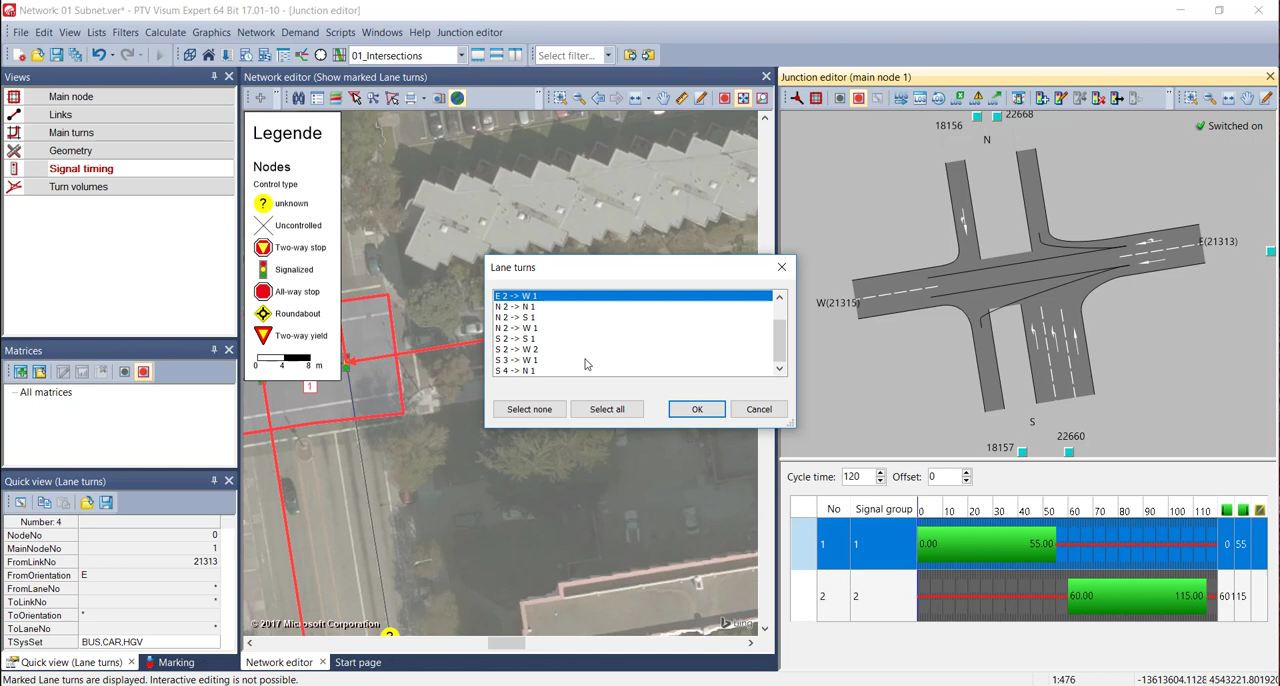 Network: 01 Subnet.ver* - PTV Visum Expert 64 Bit 17.01-10 - [Junction editor]
File Edit View Lists Filters Calculate Graphics Network Demand Scripts Windows Help Junction editor
01_Intersections
Select filter...
Views
Main node
Links
Main turns
Geometry
Signal timing
Turn volumes
Matrices
All matrices
Quick view (Lane turns)
Number: 4
NodeNo 0
MainNodeNo 1
FromLinkNo 21313
FromOrientation E
FromLaneNo *
ToLinkNo *
ToOrientation *
ToLaneNo *
TSysSet BUS,CAR,HGV
Quick view (Lane turns)
Marking
Network editor (Show marked Lane turns)
Legende
Nodes
Control type
? unknown
Uncontrolled
Two-way stop
Signalized
All-way stop
Roundabout
Two-way yield
0 4 8 m
1
?
© 2017 Microsoft Corporation
bing
Network editor
Start page
Lane turns
E 2 -> W 1
N 2 -> N 1
N 2 -> S 1
N 2 -> W 1
S 2 -> S 1
S 2 -> W 2
S 3 -> W 1
S 4 -> N 1
Select none
Select all
OK
Cancel
Junction editor (main node 1)
18156
22668
N
Switched on
E(21313)
W(21315)
S
18157
22660
Cycle time: 120 Offset: 0
No Signal group 0 10 20 30 40 50 60 70 80 90 100 110
1 1 0.00 55.00 0 55
2 2 60.00 115.00 60 115
Marked Lane turns are displayed. Interactive editing is not possible.
1:476
-13613604.1128 4543221.801920